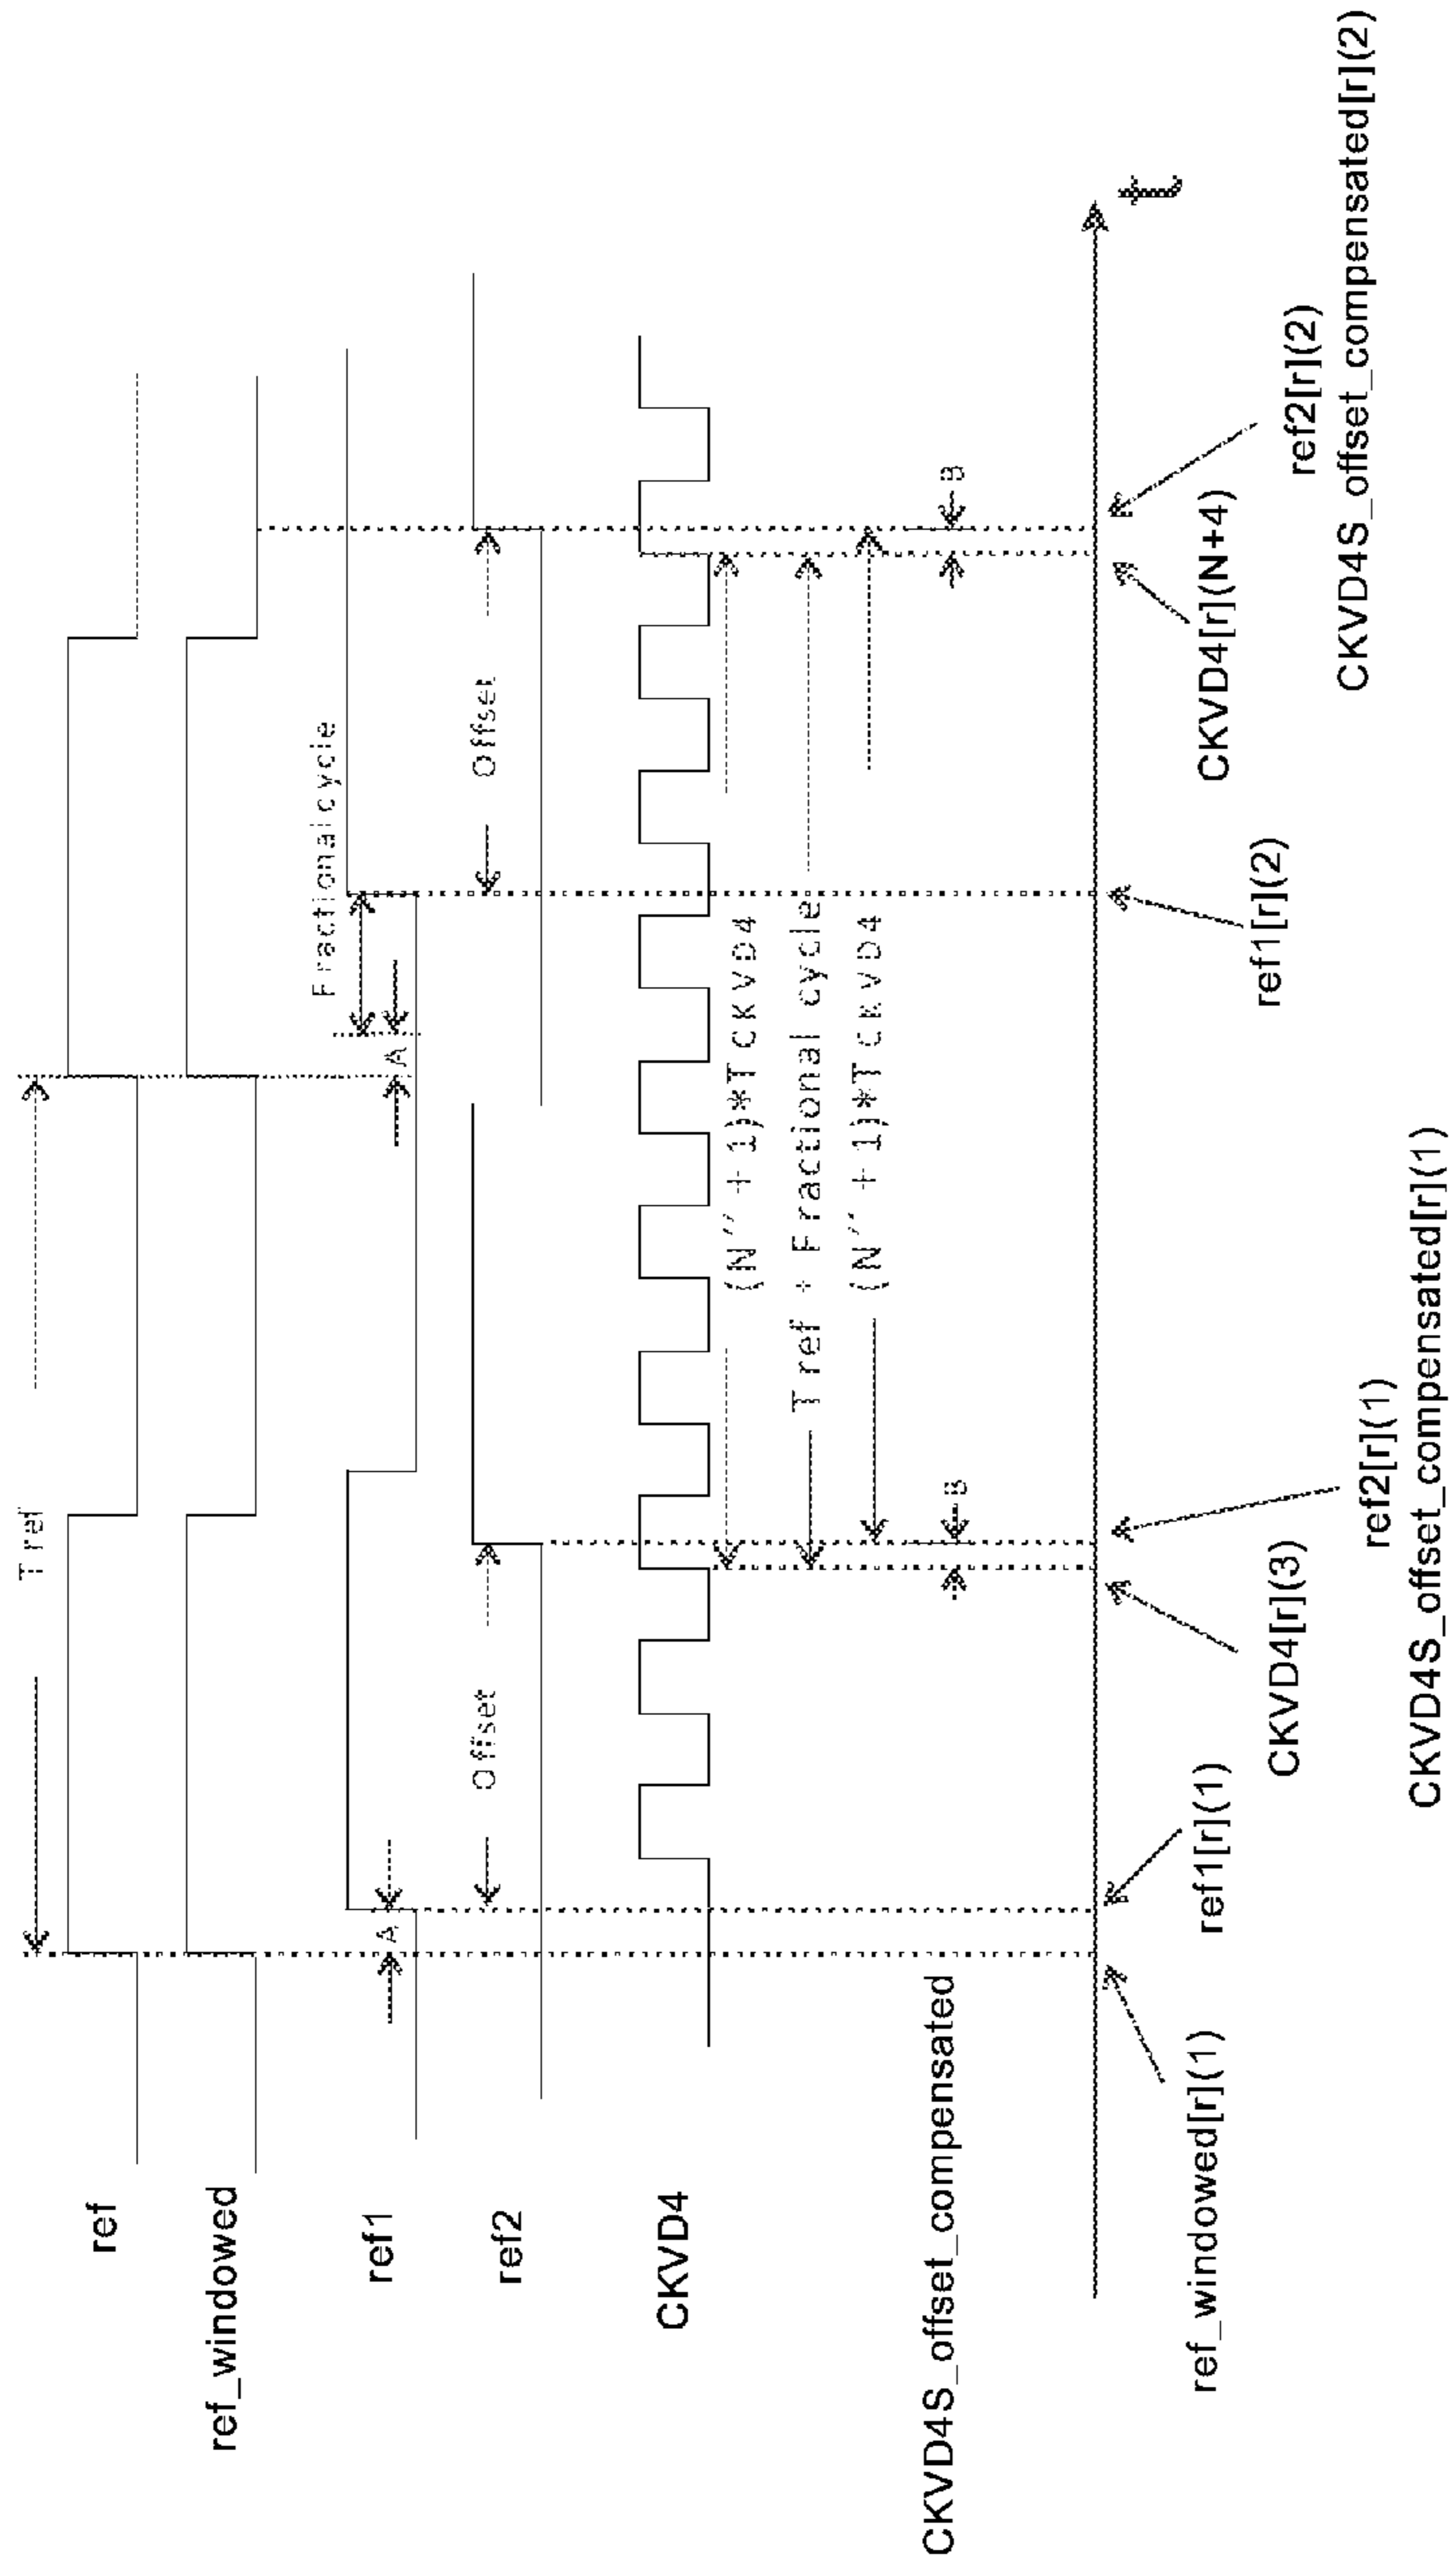 Tref
ref
ref_windowed
Fractional cycle
A
A
ref1
Offset
Offset
ref2
CKVD4
(N''+1)*TCKVD4
Tref + Fractional cycle
(N''+1)*TCKVD4
B
B
CKVD4S_offset_compensated
t
ref_windowed[r](1)
ref1[r](1)
CKVD4[r](3)
ref2[r](1)
CKVD4S_offset_compensated[r](1)
ref1[r](2)
CKVD4[r](N+4)
ref2[r](2)
CKVD4S_offset_compensated[r](2)